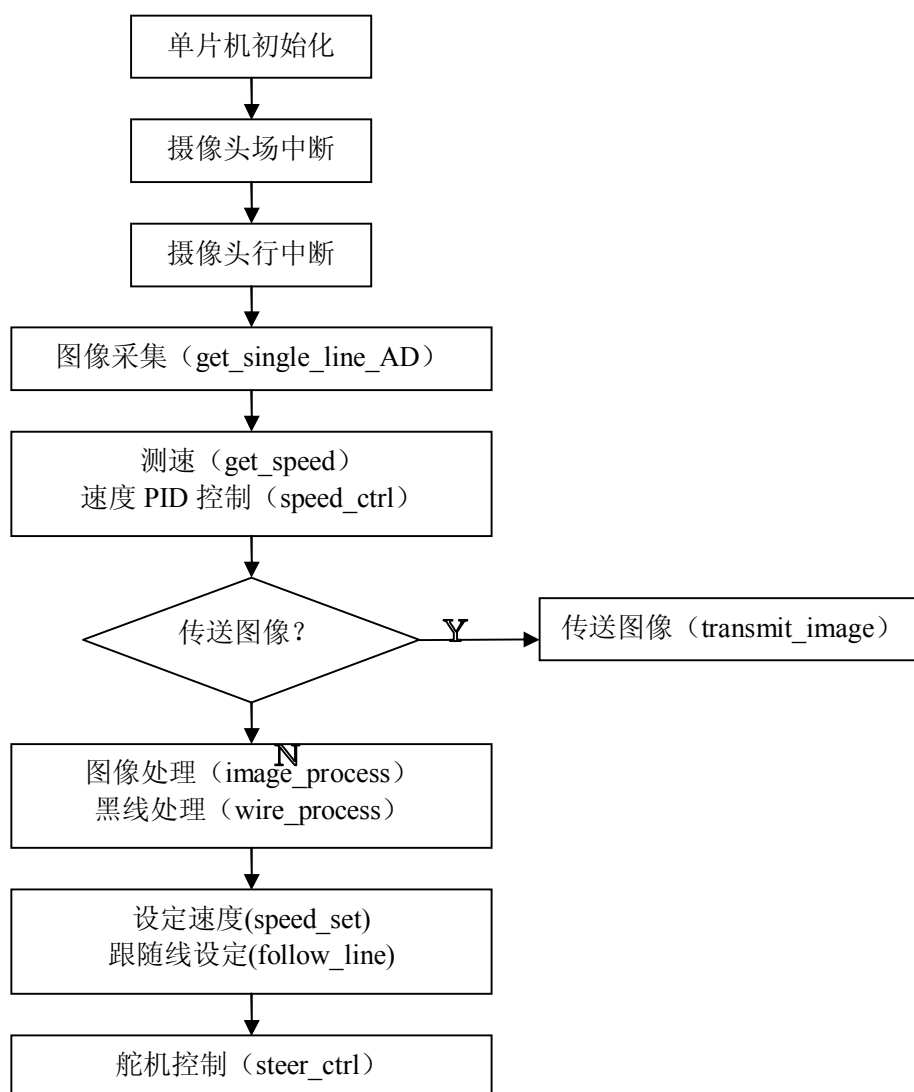 单片机初始化
摄像头场中断
摄像头行中断
图像采集（get_single_line_AD）
测速（get_speed）
速度 PID 控制（speed_ctrl）
传送图像？
Y
传送图像（transmit_image）
N
图像处理（image_process）
黑线处理（wire_process）
设定速度(speed_set)
跟随线设定(follow_line)
舵机控制（steer_ctrl）